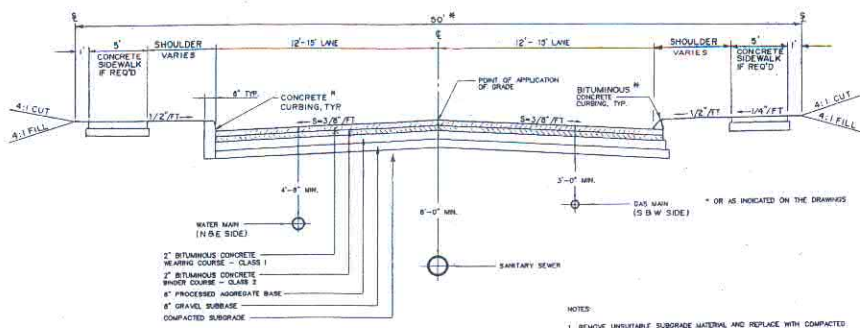 50' *
1'
5'
SHOULDER
VARIES
12'-15' LANE
12'-15' LANE
SHOULDER
VARIES
5'
1'
CONCRETE
SIDEWALK
IF REQ'D
CONCRETE
SIDEWALK
IF REQ'D
6" TYP.
CONCRETE *
CURBING, TYP.
POINT OF APPLICATION
OF GRADE
BITUMINOUS *
CONCRETE
CURBING, TYP.
4:1 CUT
4:1 FILL
1/2"/FT
S=3/8"/FT
S=3/8"/FT
1/2"/FT
1/4"/FT
4:1 CUT
4:1 FILL
4'-6" MIN.
8'-0" MIN.
3'-0" MIN.
WATER MAIN
(N & E SIDE)
GAS MAIN
(S & W SIDE)
* OR AS INDICATED ON THE DRAWINGS
2" BITUMINOUS CONCRETE
WEARING COURSE - CLASS 1
2" BITUMINOUS CONCRETE
BINDER COURSE - CLASS 2
6" PROCESSED AGGREGATE BASE
8" GRAVEL SUBBASE
COMPACTED SUBGRADE
SANITARY SEWER
NOTES:
1. REMOVE UNSUITABLE SUBGRADE MATERIAL AND REPLACE WITH COMPACTED